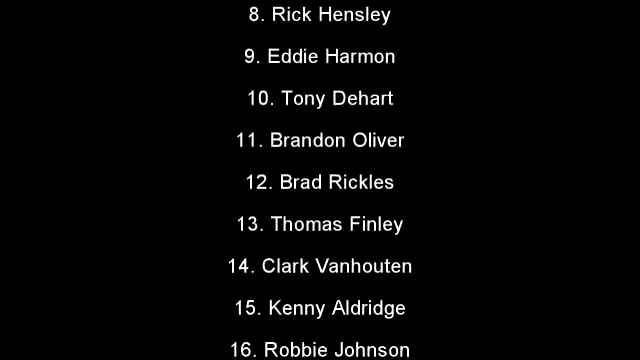 8. Rick Hensley
9. Eddie Harmon
10. Tony Dehart
11. Brandon Oliver
12. Brad Rickles
13. Thomas Finley
14. Clark Vanhouten
15. Kenny Aldridge
16. Robbie Johnson